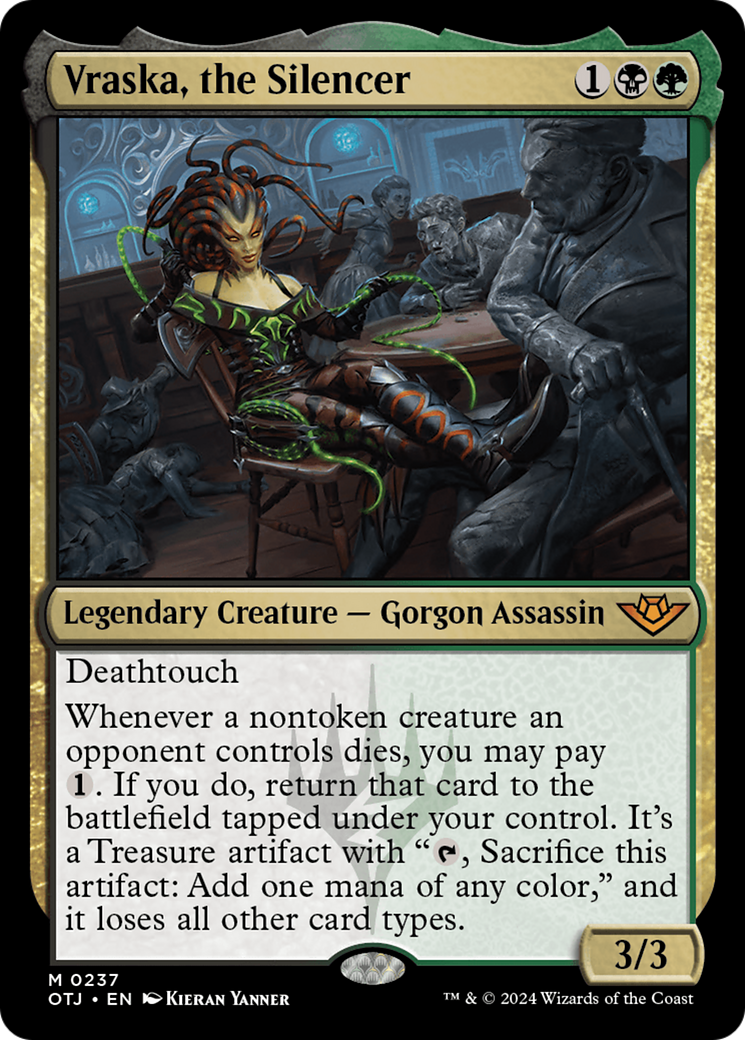 Vraska, the Silencer 1
Legendary Creature — Gorgon Assassin
Deathtouch
Whenever a nontoken creature an
opponent controls dies, you may pay
1. If you do, return that card to the
battlefield tapped under your control. It’s
a Treasure artifact with “, Sacrifice this
artifact: Add one mana of any color,” and
it loses all other card types.
3/3
M 0237
OTJ • EN Kieran Yanner
™ & © 2024 Wizards of the Coast